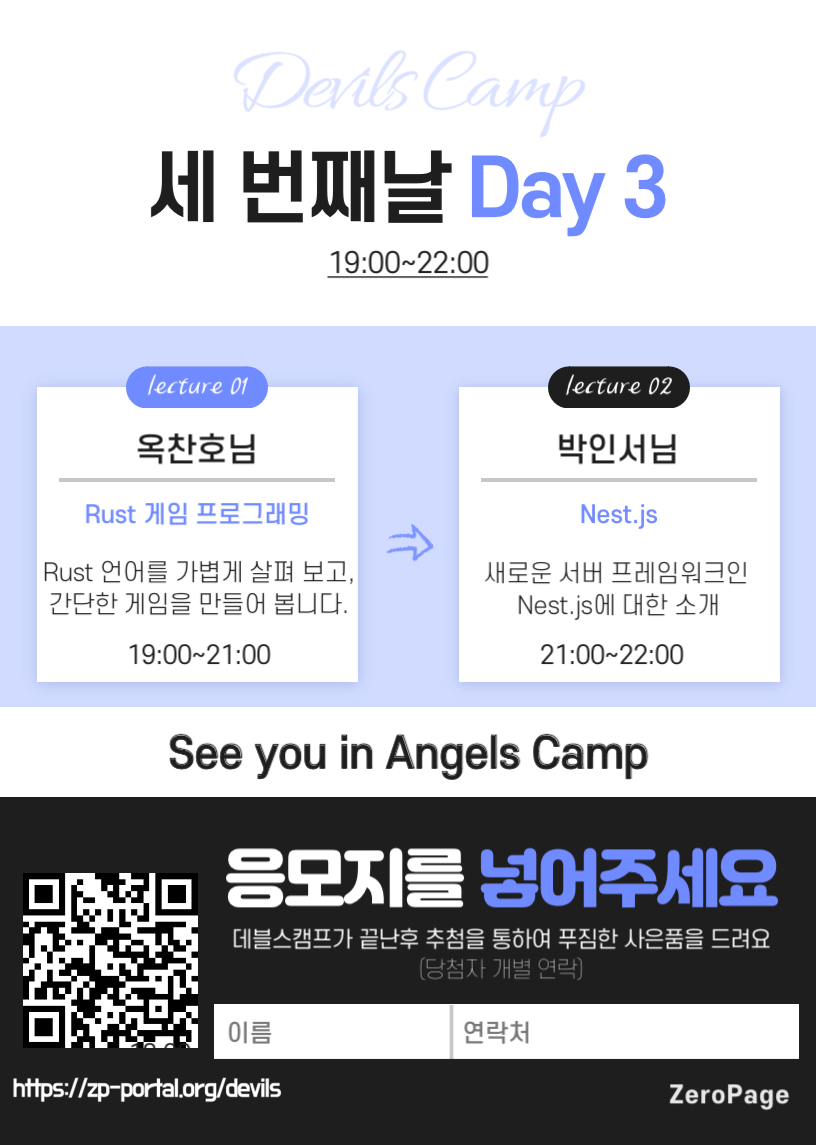 Devils Camp
세 번째날 Day 3
19:00~22:00
lecture 01
옥찬호님
Rust 게임 프로그래밍
Rust 언어를 가볍게 살펴 보고,
간단한 게임을 만들어 봅니다.
19:00~21:00
lecture 02
박인서님
Nest.js
새로운 서버 프레임워크인
Nest.js에 대한 소개
21:00~22:00
See you in Angels Camp
응모지를 넣어주세요
데블스캠프가 끝난후 추첨을 통하여 푸짐한 사은품을 드려요
(당첨자 개별 연락)
이름
연락처
https://zp-portal.org/devils
ZeroPage